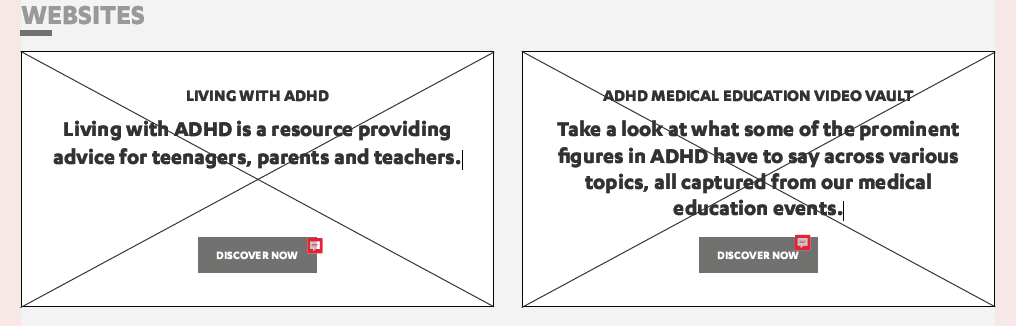 WEBSITES
LIVING WITH ADHD
Living with ADHD is a resource providing
advice for teenagers, parents and teachers.
DISCOVER NOW
ADHD MEDICAL EDUCATION VIDEO VAULT
Take a look at what some of the prominent
figures in ADHD have to say across various
topics, all captured from our medical
education events.
DISCOVER NOW